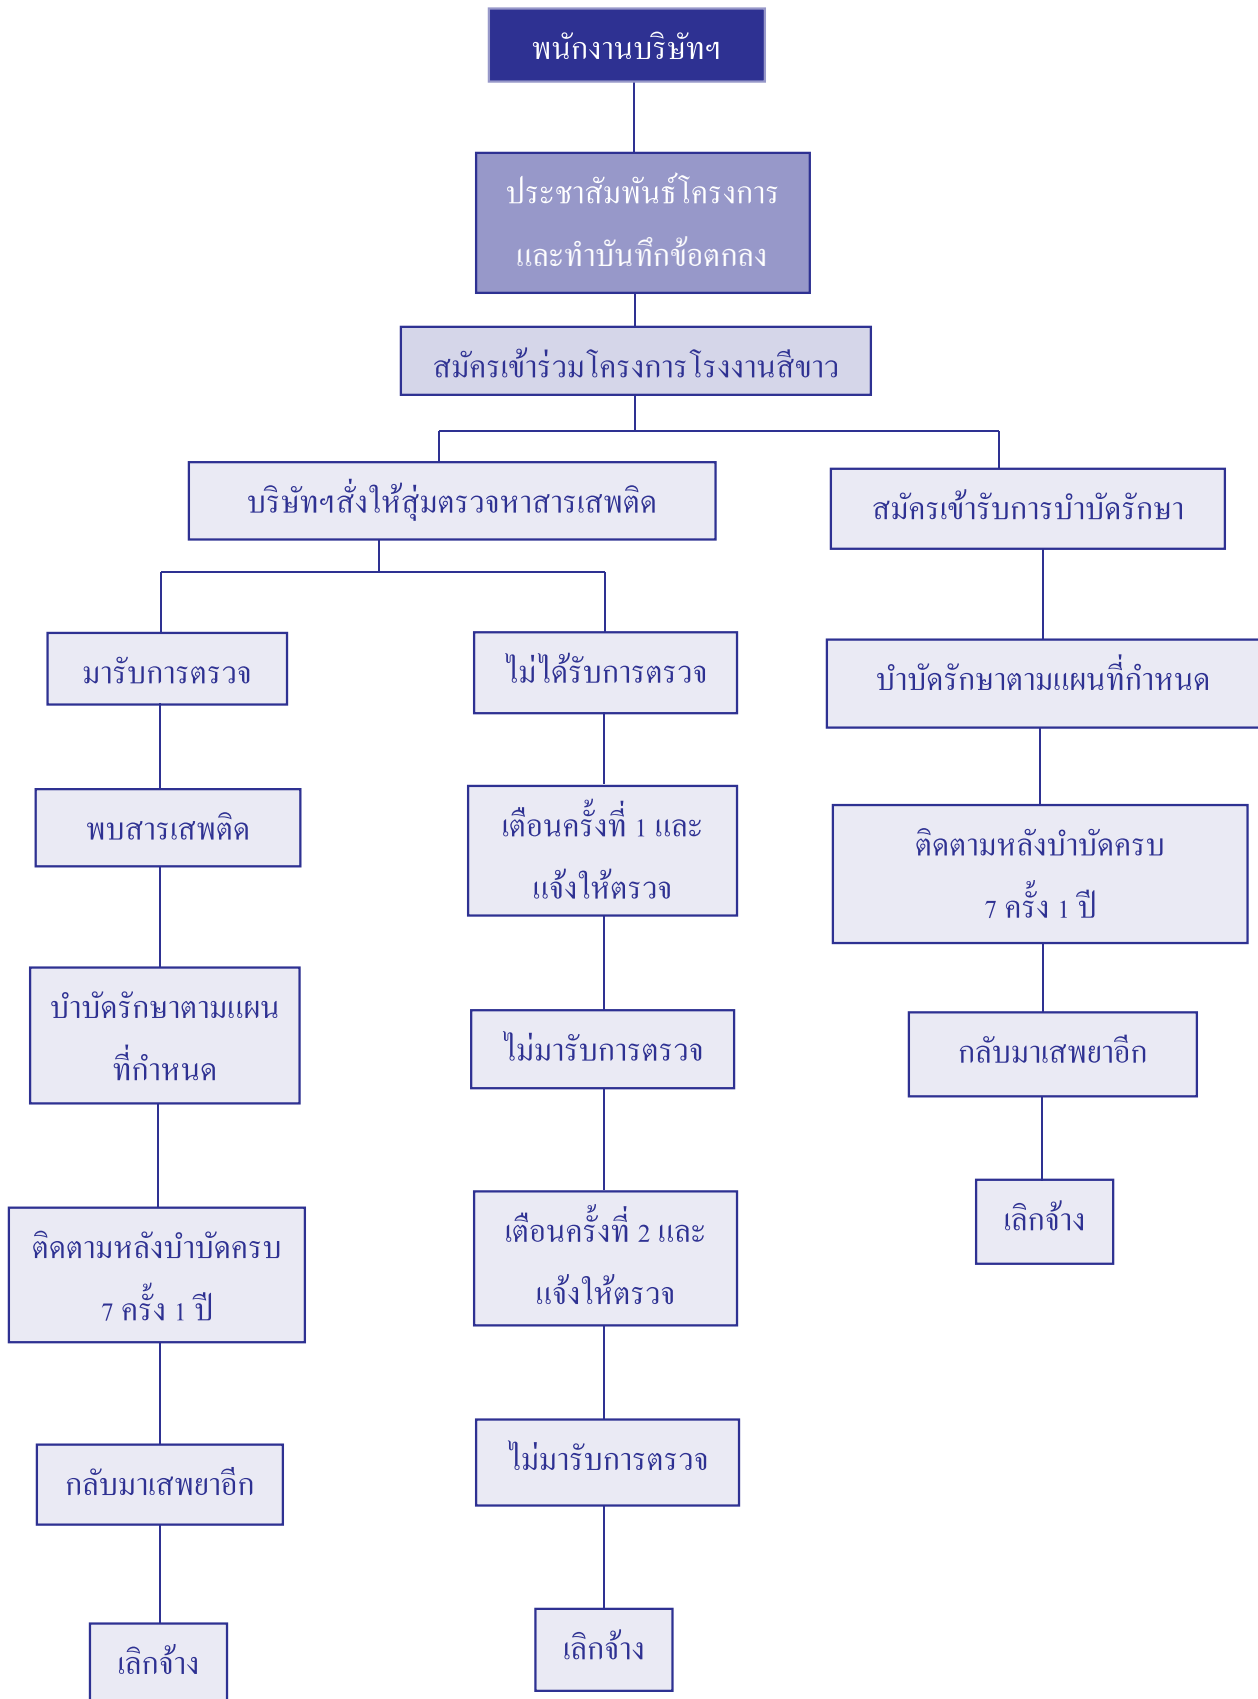 พนักงานบริษัทฯ
ประชาสัมพันธ์โครงการ
และทำบันทึกข้อตกลง
สมัครเข้าร่วมโครงการโรงงานสีขาว
บริษัทฯสั่งให้สุ่มตรวจหาสารเสพติด
สมัครเข้ารับการบำบัดรักษา
มารับการตรวจ
ไม่ได้รับการตรวจ
บำบัดรักษาตามแผนที่กำหนด
พบสารเสพติด
เตือนครั้งที่ 1 และ
แจ้งให้ตรวจ
ติดตามหลังบำบัดครบ
7 ครั้ง 1 ปี
บำบัดรักษาตามแผน
ที่กำหนด
ไม่มารับการตรวจ
กลับมาเสพยาอีก
ติดตามหลังบำบัดครบ
7 ครั้ง 1 ปี
เตือนครั้งที่ 2 และ
แจ้งให้ตรวจ
เลิกจ้าง
กลับมาเสพยาอีก
ไม่มารับการตรวจ
เลิกจ้าง
เลิกจ้าง